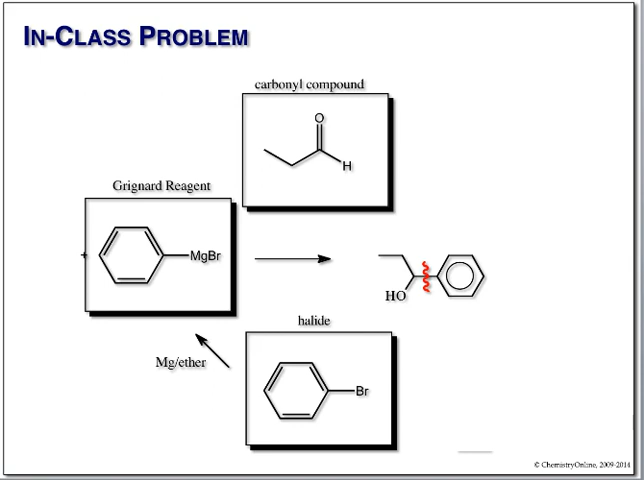 IN-CLASS PROBLEM
carbonyl compound
O
H
Grignard Reagent
+
MgBr
HO
halide
Mg/ether
Br
© ChemistryOnline, 2009-2014